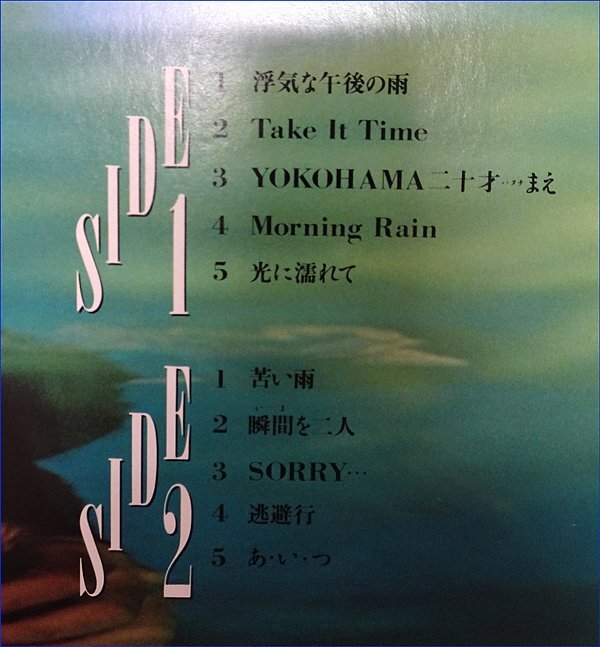 SIDE 1
1 浮気な午後の雨
2 Take It Time
3 YOKOHAMA二十才…まえ
4 Morning Rain
5 光に濡れて
SIDE 2
1 苦い雨
2 瞬間を二人
3 SORRY…
4 逃避行
5 あ・い・つ